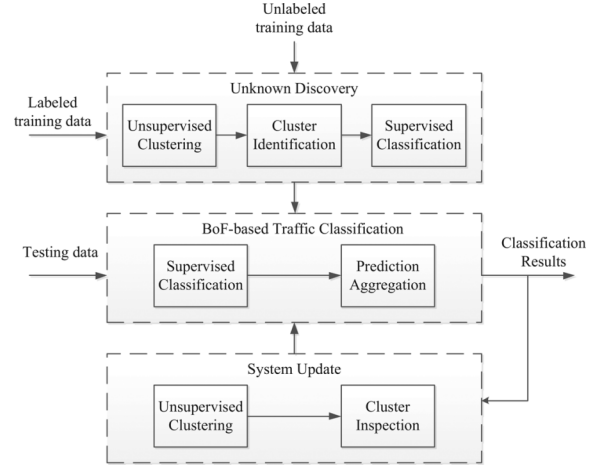 Unlabeled
training data
Unknown Discovery
Labeled
training data
Unsupervised
Clustering
Cluster
Identification
Supervised
Classification
BoF-based Traffic Classification
Testing data
Supervised
Classification
Prediction
Aggregation
Classification
Results
System Update
Unsupervised
Clustering
Cluster
Inspection